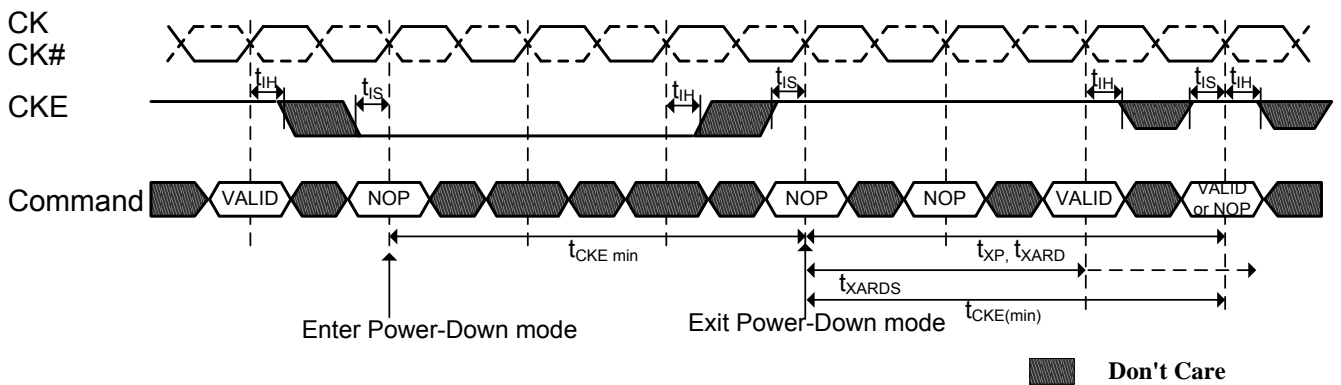 CK
CK#
tIH tIS tIH tIS tIH tIS tIH
CKE
Command VALID NOP NOP NOP VALID VALID or NOP
tCKE min tXP, tXARD
tXARDS
tCKE(min)
Enter Power-Down mode Exit Power-Down mode
Don't Care